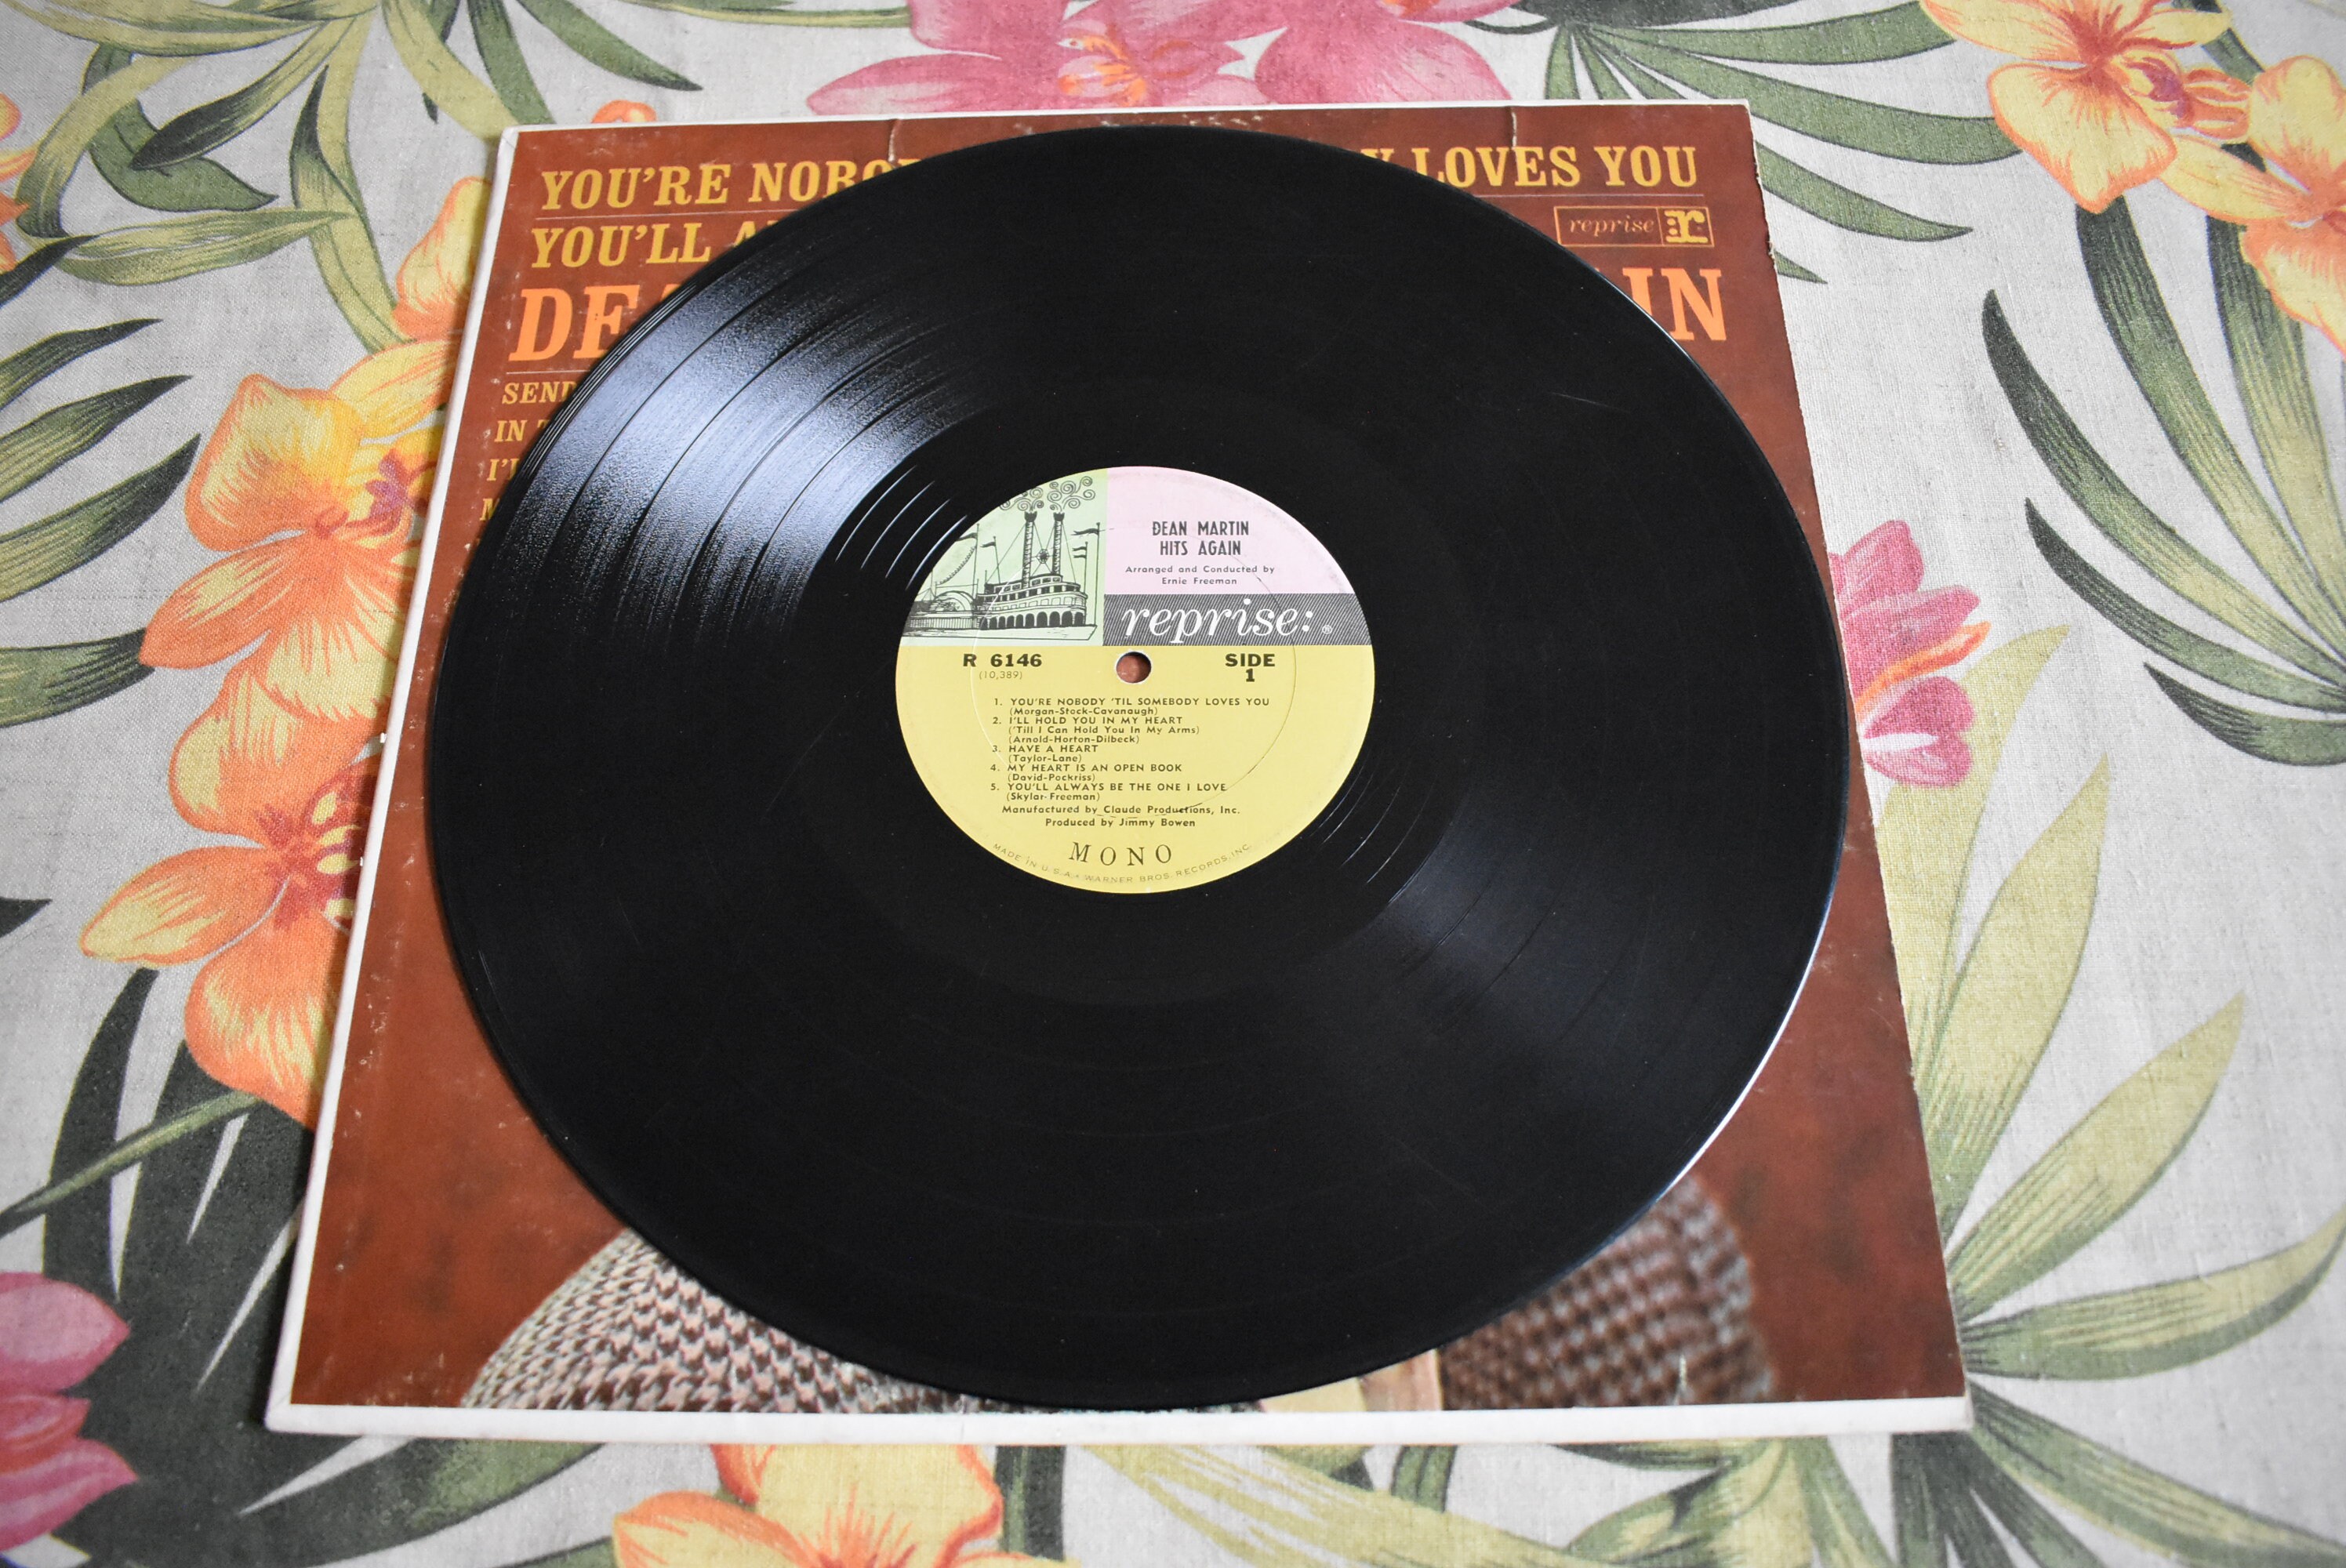 YOU'RE LOVES YOU
YOU'LL
reprise r
SEND
IN
DEAN MARTIN
HITS AGAIN
Arranged and Conducted by
Ernie Freeman
reprise: ®
R 6146 SIDE
(10,389) 1
1. YOU'RE NOBODY 'TIL SOMEBODY LOVES YOU
(Morgan-Stock-Cavanaugh)
2. I'LL HOLD YOU IN MY HEART
('Till I Can Hold You In My Arms)
(Arnold-Horton-Dilbeck)
3. HAVE A HEART
(Taylor-Lane)
4. MY HEART IS AN OPEN BOOK
(David-Pockriss)
5. YOU'LL ALWAYS BE THE ONE I LOVE
(Skylar-Freeman)
Manufactured by Claude Productions, Inc.
Produced by Jimmy Bowen
MONO
MADE IN U.S.A. • WARNER BROS. RECORDS, INC.